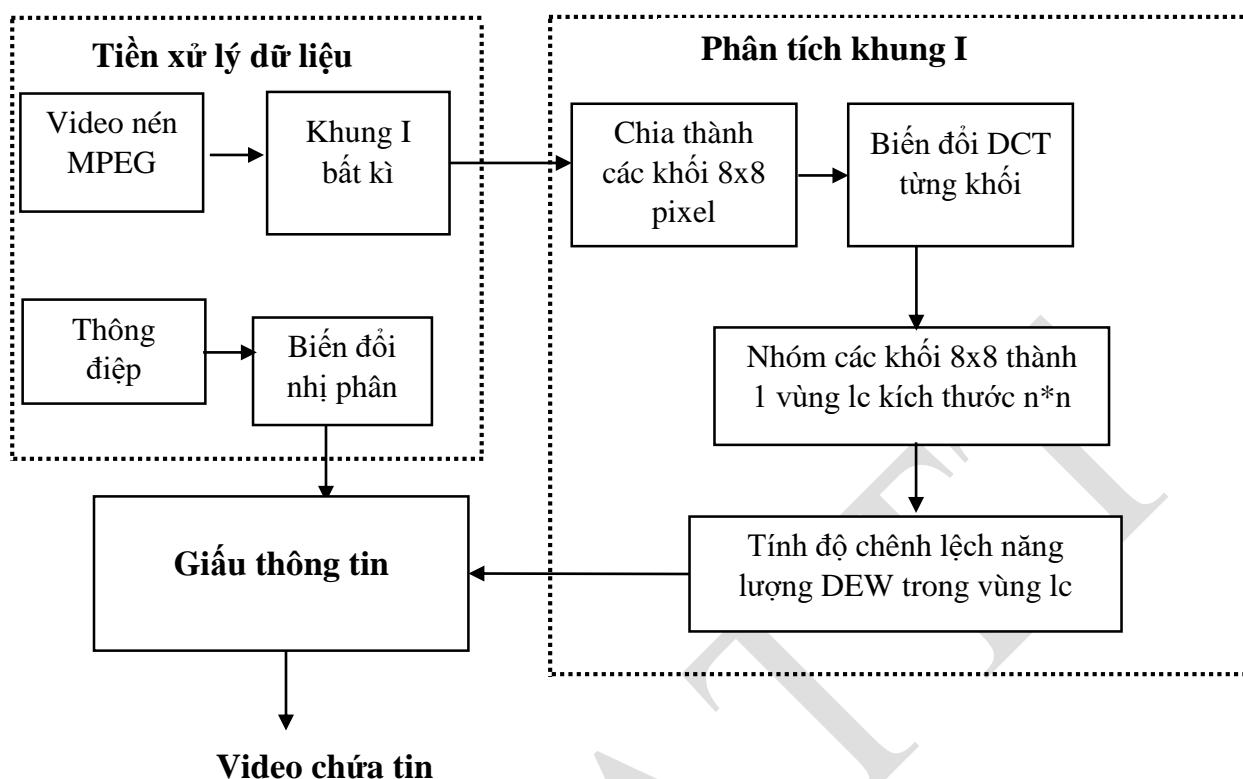 Tiền xử lý dữ liệu
Video nén
MPEG
Khung I
bất kì
Thông
điệp
Biến đổi
nhị phân
Phân tích khung I
Chia thành
các khối 8x8
pixel
Biến đổi DCT
từng khối
Nhóm các khối 8x8 thành
1 vùng lc kích thước n*n
Tính độ chênh lệch năng
lượng DEW trong vùng lc
Giấu thông tin
Video chứa tin